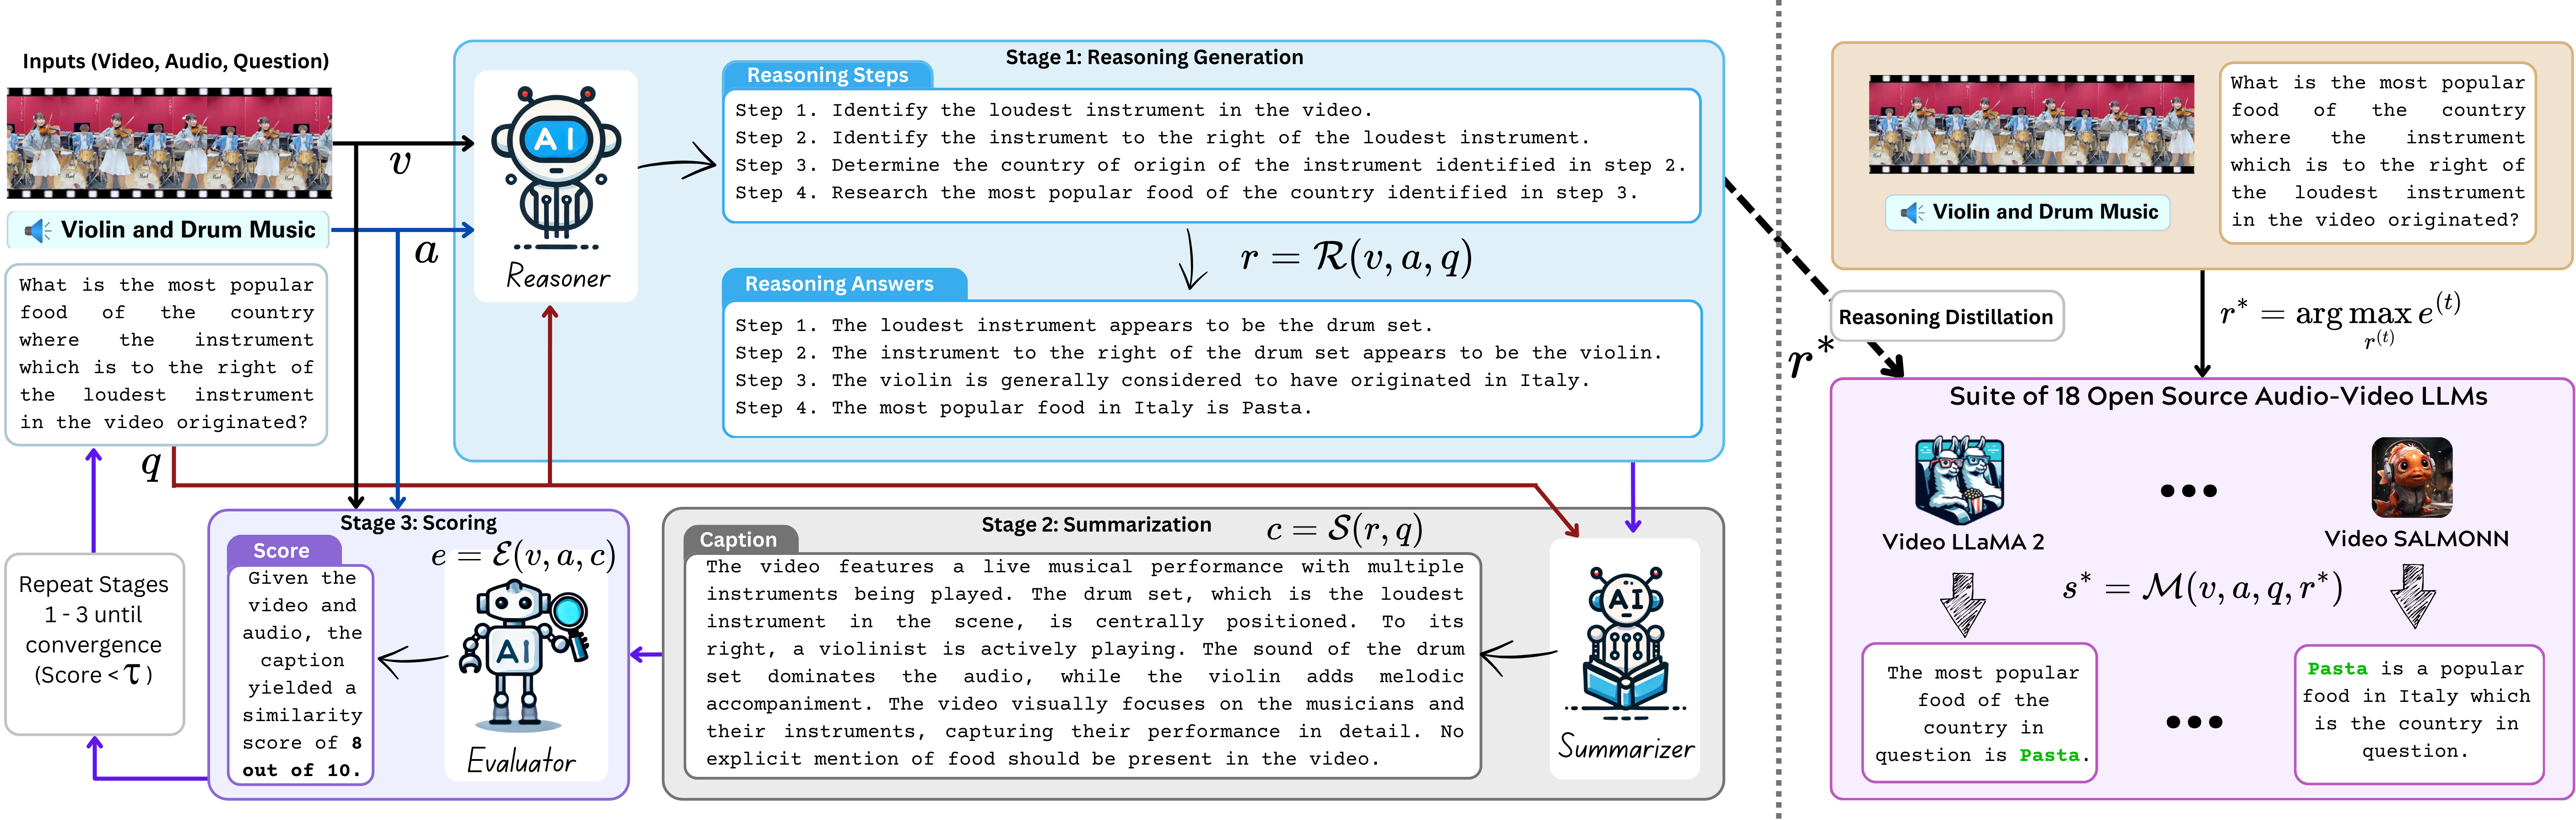 Inputs (Video, Audio, Question)
v
Violin and Drum Music
a
What is the most popular
food of the country
where the instrument
which is to the right of
the loudest instrument
in the video originated?
q
Repeat Stages
1 - 3 until
convergence
(Score < τ)
Stage 1: Reasoning Generation
AI
Reasoner
Reasoning Steps
Step 1. Identify the loudest instrument in the video.
Step 2. Identify the instrument to the right of the loudest instrument.
Step 3. Determine the country of origin of the instrument identified in step 2.
Step 4. Research the most popular food of the country identified in step 3.
r = R(v, a, q)
Reasoning Answers
Step 1. The loudest instrument appears to be the drum set.
Step 2. The instrument to the right of the drum set appears to be the violin.
Step 3. The violin is generally considered to have originated in Italy.
Step 4. The most popular food in Italy is Pasta.
Stage 3: Scoring
Score
e = E(v, a, c)
Given the
video and
audio, the
caption
yielded a
similarity
score of 8
out of 10.
AI
Evaluator
Stage 2: Summarization
c = S(r, q)
Caption
The video features a live musical performance with multiple
instruments being played. The drum set, which is the loudest
instrument in the scene, is centrally positioned. To its
right, a violinist is actively playing. The sound of the drum
set dominates the audio, while the violin adds melodic
accompaniment. The video visually focuses on the musicians and
their instruments, capturing their performance in detail. No
explicit mention of food should be present in the video.
AI
Summarizer
Violin and Drum Music
What is the most popular
food of the country
where the instrument
which is to the right of
the loudest instrument
in the video originated?
Reasoning Distillation
r*
r* = arg max e^(t)
r^(t)
Suite of 18 Open Source Audio-Video LLMs
Video LLaMA 2
•••
Video SALMONN
s* = M(v, a, q, r*)
The most popular
food of the
country in
question is Pasta.
•••
Pasta is a popular
food in Italy which
is the country in
question.